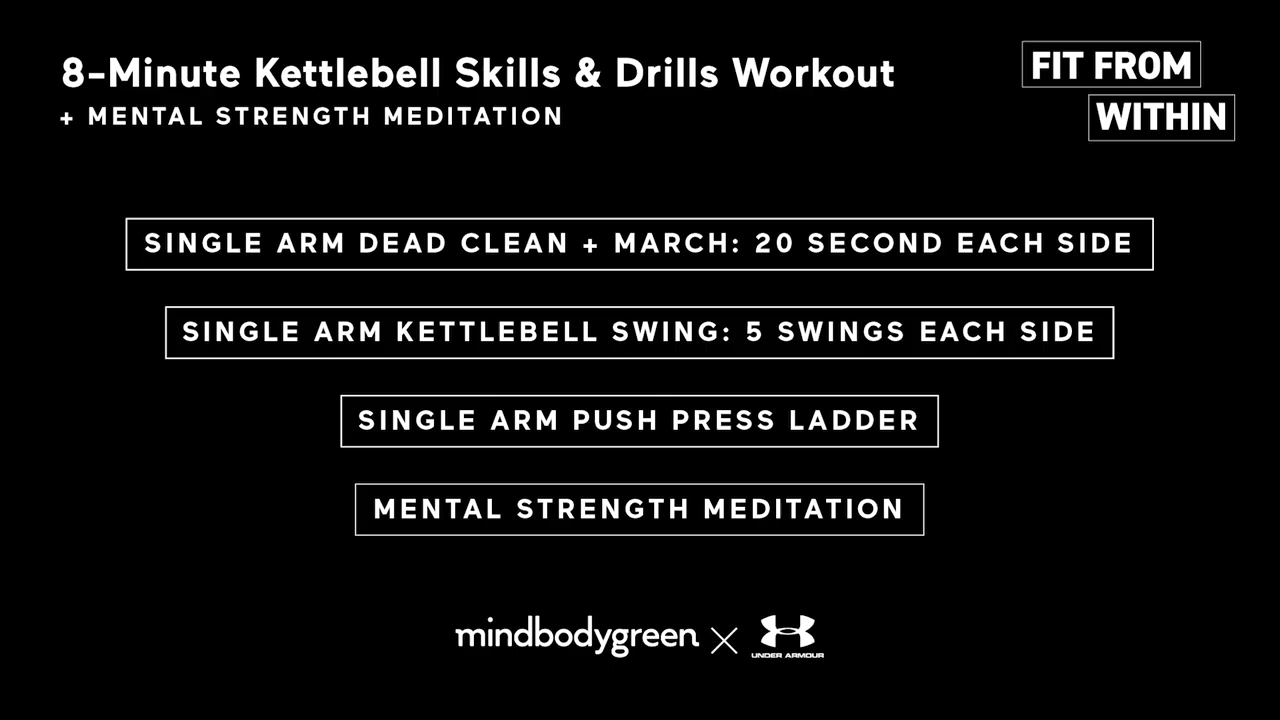 8-Minute Kettlebell Skills & Drills Workout
+ MENTAL STRENGTH MEDITATION
FIT FROM
WITHIN
SINGLE ARM DEAD CLEAN + MARCH: 20 SECOND EACH SIDE
SINGLE ARM KETTLEBELL SWING: 5 SWINGS EACH SIDE
SINGLE ARM PUSH PRESS LADDER
MENTAL STRENGTH MEDITATION
mindbodygreen × UNDER ARMOUR